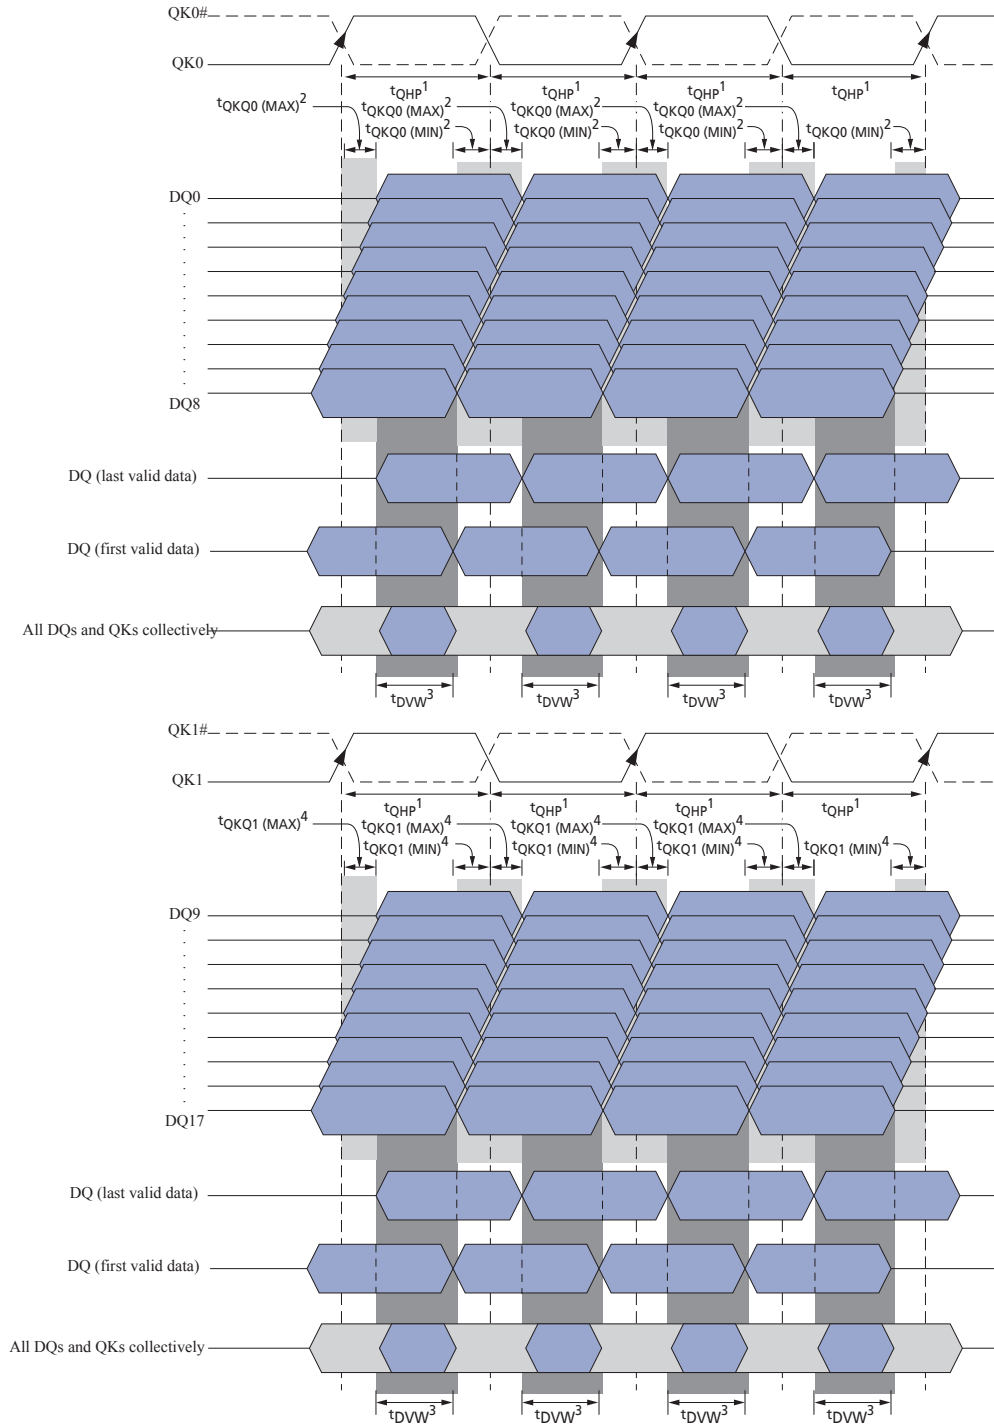 QK0#
QK0
tQHP1 tQHP1 tQHP1 tQHP1
tQKQ0 (MAX)2 tQKQ0 (MAX)2 tQKQ0 (MAX)2 tQKQ0 (MAX)2
tQKQ0 (MIN)2 tQKQ0 (MIN)2 tQKQ0 (MIN)2 tQKQ0 (MIN)2
DQ0
DQ8
DQ (last valid data)
DQ (first valid data)
All DQs and QKs collectively
tDVW3 tDVW3 tDVW3 tDVW3
QK1#
QK1
tQHP1 tQHP1 tQHP1 tQHP1
tQKQ1 (MAX)4 tQKQ1 (MAX)4 tQKQ1 (MAX)4 tQKQ1 (MAX)4
tQKQ1 (MIN)4 tQKQ1 (MIN)4 tQKQ1 (MIN)4 tQKQ1 (MIN)4
DQ9
DQ17
DQ (last valid data)
DQ (first valid data)
All DQs and QKs collectively
tDVW3 tDVW3 tDVW3 tDVW3